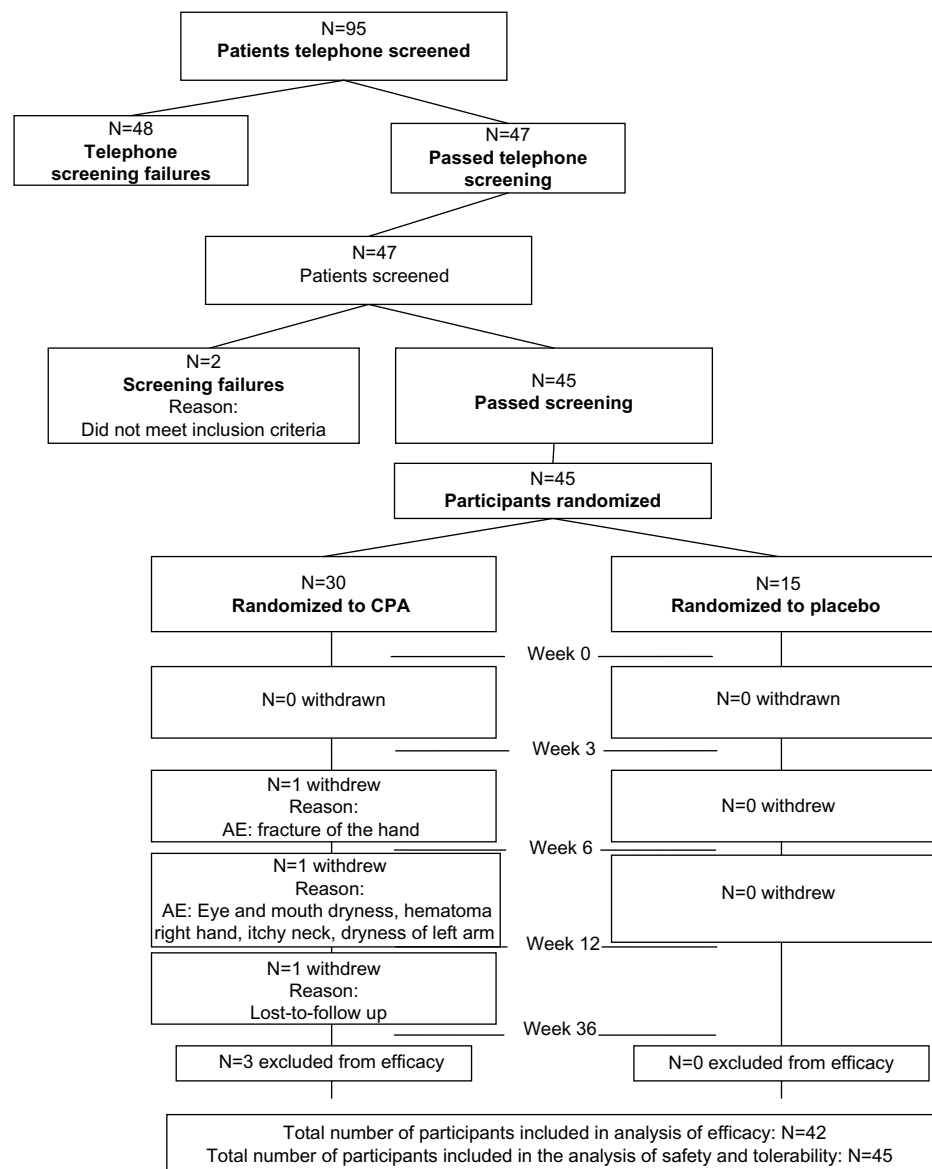 N=95
Patients telephone screened
N=48
Telephone
screening failures
N=47
Passed telephone
screening
N=47
Patients screened
N=2
Screening failures
Reason:
Did not meet inclusion criteria
N=45
Passed screening
N=45
Participants randomized
N=30
Randomized to CPA
N=15
Randomized to placebo
Week 0
N=0 withdrawn
N=0 withdrawn
Week 3
N=1 withdrew
Reason:
AE: fracture of the hand
N=0 withdrew
Week 6
N=1 withdrew
Reason:
AE: Eye and mouth dryness, hematoma
right hand, itchy neck, dryness of left arm
N=0 withdrew
Week 12
N=1 withdrew
Reason:
Lost-to-follow up
Week 36
N=3 excluded from efficacy
N=0 excluded from efficacy
Total number of participants included in analysis of efficacy: N=42
Total number of participants included in the analysis of safety and tolerability: N=45